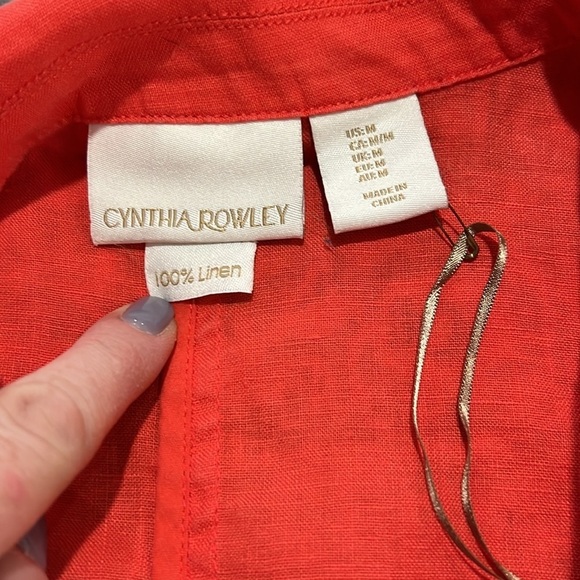 CYNTHIA ROWLEY
100% Linen
US:M
CA:M/M
UK:M
EU:M
AU:M
MADE IN
CHINA